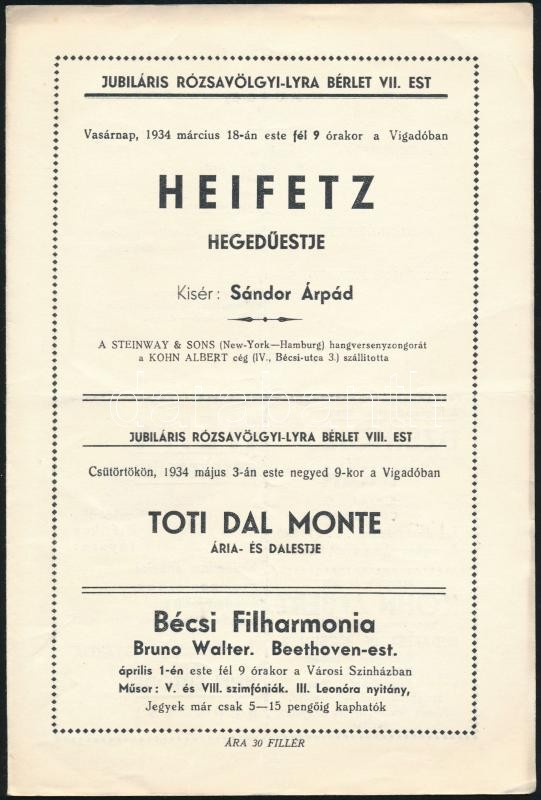 JUBILÁRIS RÓZSAVÖLGYI-LYRA BÉRLET VII. EST
Vasárnap, 1934 március 18-án este fél 9 órakor a Vigadóban
HEIFETZ
HEGEDŰESTJE
Kisér: Sándor Árpád
A STEINWAY & SONS (New-York—Hamburg) hangversenyzongorát
a KOHN ALBERT cég (IV., Bécsi-utca 3.) szállitotta
JUBILÁRIS RÓZSAVÖLGYI-LYRA BÉRLET VIII. EST
Csütörtökön, 1934 május 3-án este negyed 9-kor a Vigadóban
TOTI DAL MONTE
ÁRIA- ÉS DALESTJE
Bécsi Filharmonia
Bruno Walter. Beethoven-est.
április 1-én este fél 9 órakor a Városi Szinházban
Műsor: V. és VIII. szimfóniák. III. Leonóra nyitány,
Jegyek már csak 5—15 pengőig kaphatók
ÁRA 30 FILLÉR